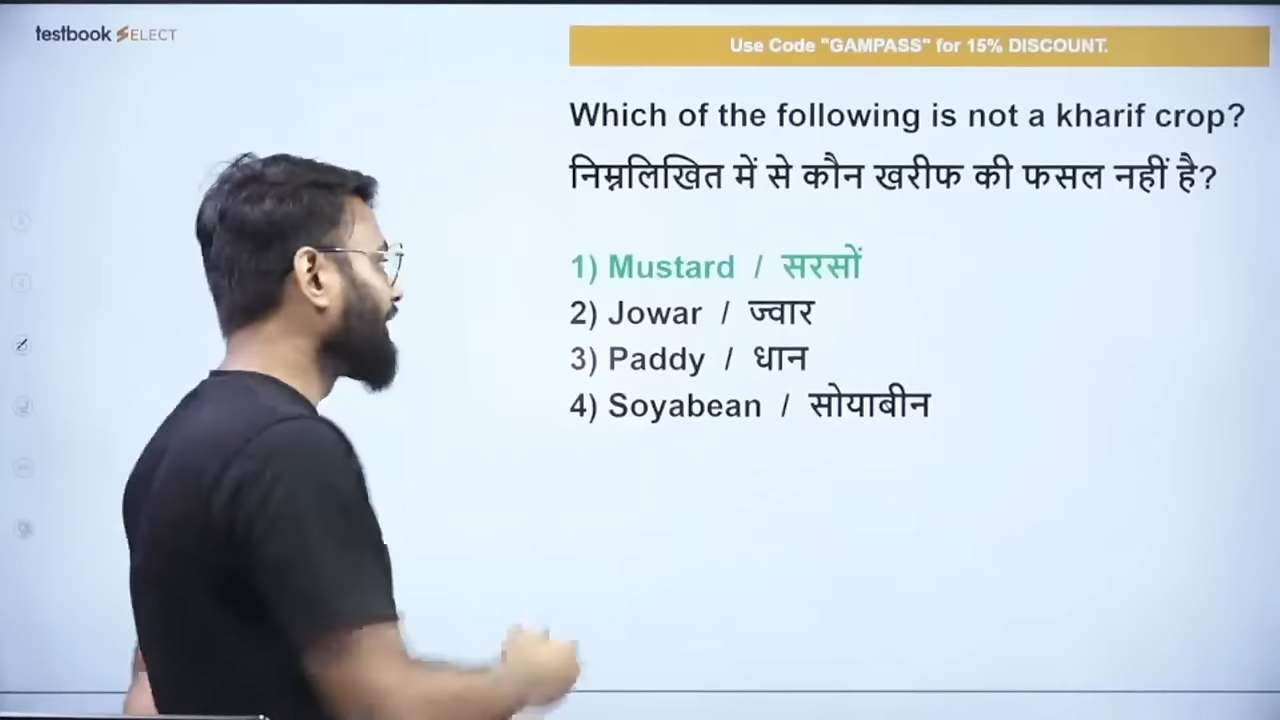 testbook SELECT
Use Code "GAMPASS" for 15% DISCOUNT.
Which of the following is not a kharif crop?
निम्नलिखित में से कौन खरीफ की फसल नहीं है?
1) Mustard / सरसों
2) Jowar / ज्वार
3) Paddy / धान
4) Soyabean / सोयाबीन